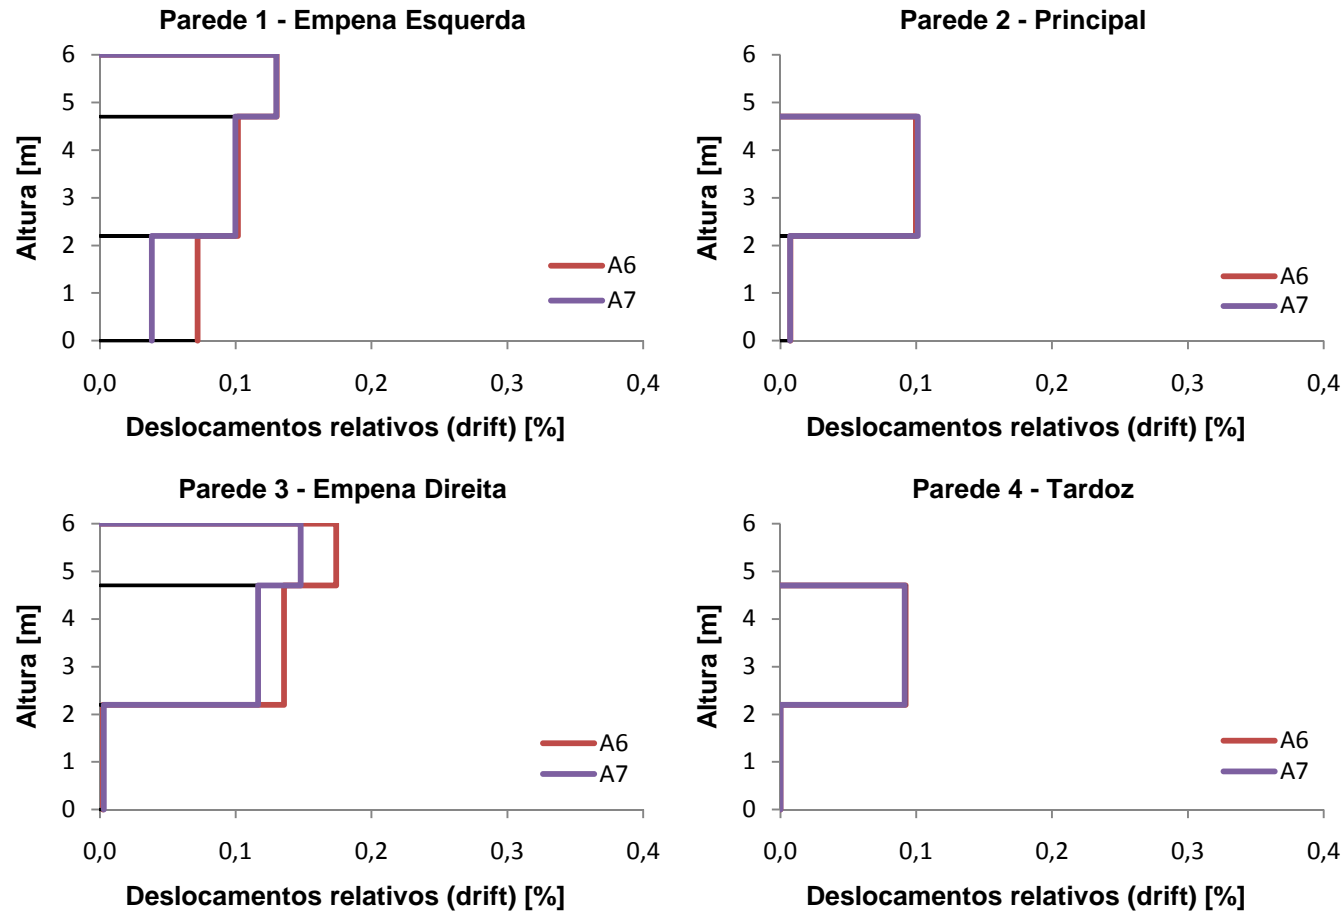 Parede 1 - Empena Esquerda
6
5
4
3
2
1
0
Altura [m]
A6
A7
0,0 0,1 0,2 0,3 0,4
Deslocamentos relativos (drift) [%]
Parede 2 - Principal
6
5
4
3
2
1
0
Altura [m]
A6
A7
0,0 0,1 0,2 0,3 0,4
Deslocamentos relativos (drift) [%]
Parede 3 - Empena Direita
6
5
4
3
2
1
0
Altura [m]
A6
A7
0,0 0,1 0,2 0,3 0,4
Deslocamentos relativos (drift) [%]
Parede 4 - Tardoz
6
5
4
3
2
1
0
Altura [m]
A6
A7
0,0 0,1 0,2 0,3 0,4
Deslocamentos relativos (drift) [%]